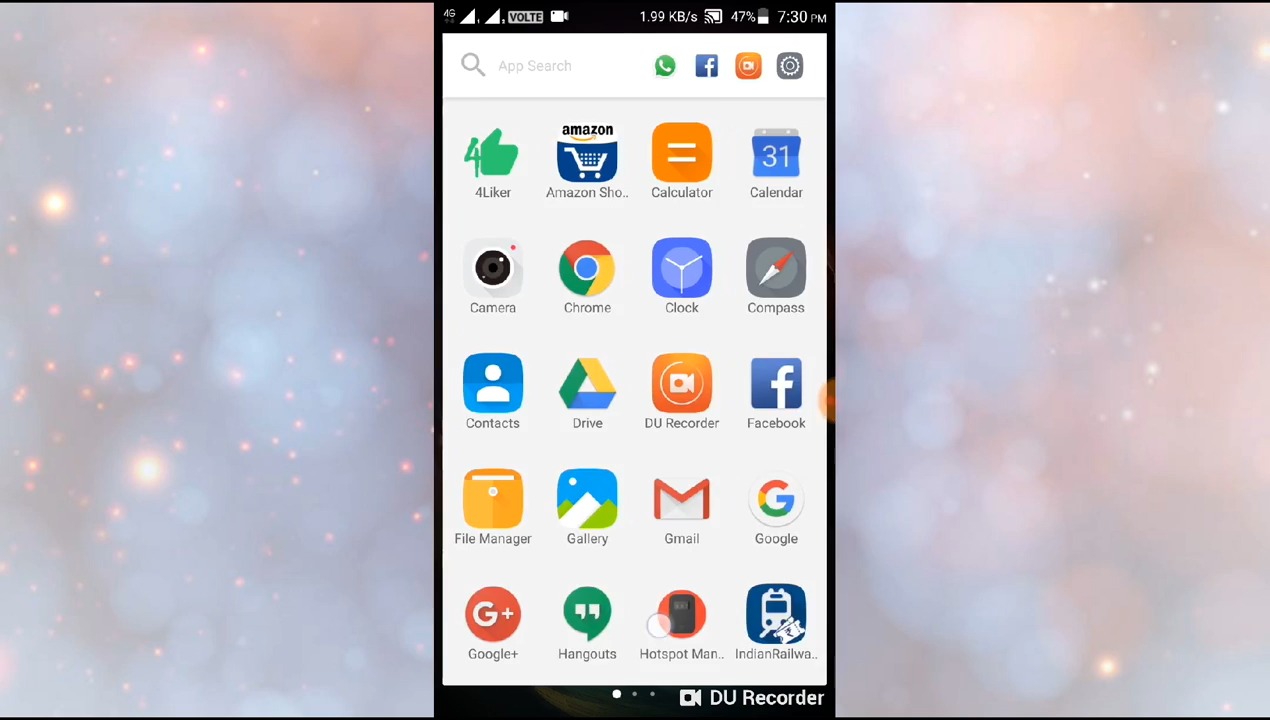 4G VOLTE 1.99 KB/s 47% 7:30 PM
App Search
4
amazon
31
4Liker Amazon Sho.. Calculator Calendar
Camera Chrome Clock Compass
Contacts Drive DU Recorder Facebook
File Manager Gallery Gmail Google
G+
Google+ Hangouts Hotspot Man.. IndianRailwa..
DU Recorder